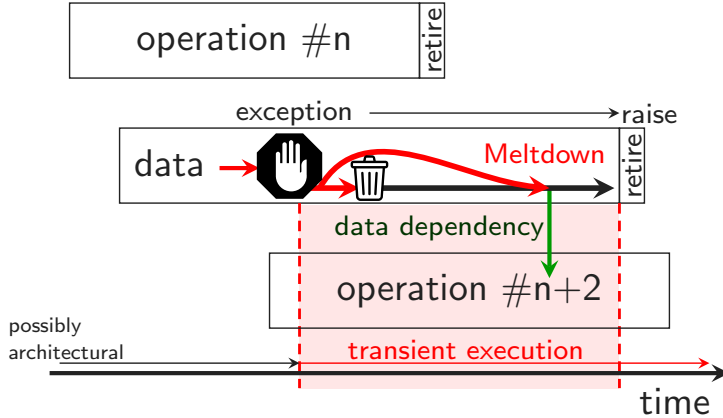 operation #n
retire
exception
raise
data
Meltdown
retire
data dependency
operation #n+2
possibly
architectural
transient execution
time